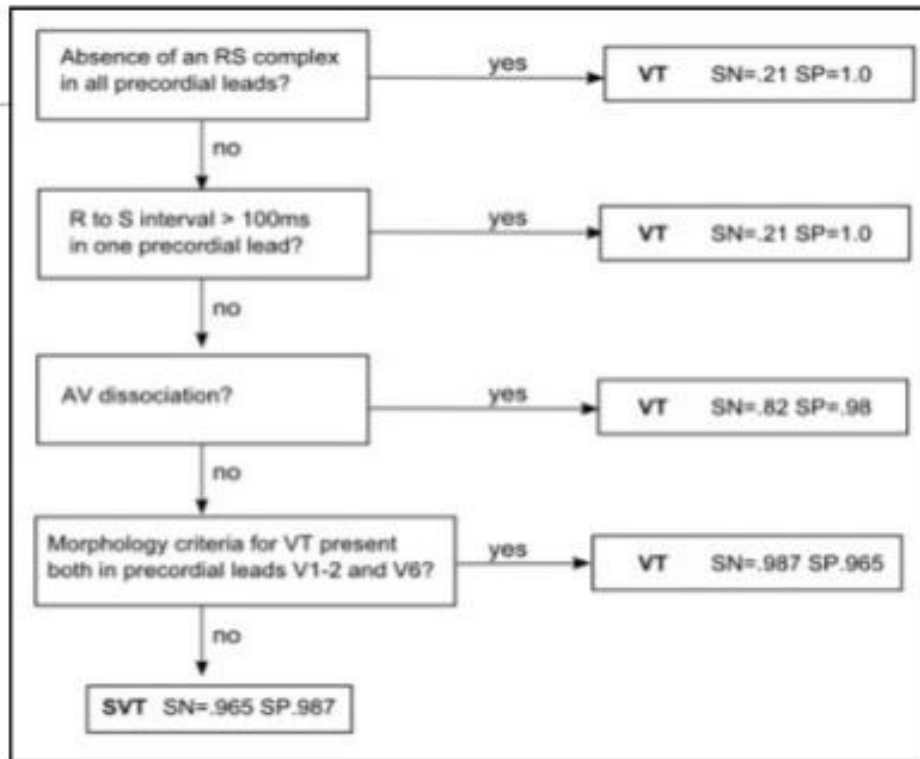 Absence of an RS complex
in all precordial leads?
yes
VT SN=.21 SP=1.0
no
R to S interval > 100ms
in one precordial lead?
yes
VT SN=.21 SP=1.0
no
AV dissociation?
yes
VT SN=.82 SP=.98
no
Morphology criteria for VT present
both in precordial leads V1-2 and V6?
yes
VT SN=.987 SP.965
no
SVT SN=.965 SP.987